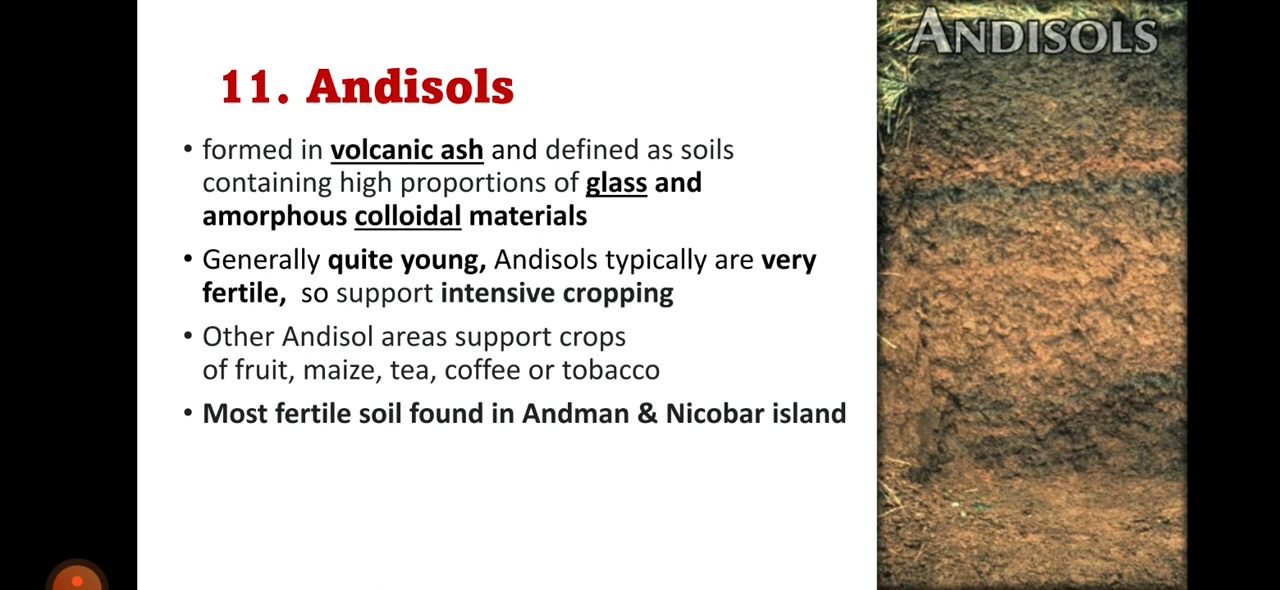 ANDISOLS
11. Andisols
• formed in volcanic ash and defined as soils
containing high proportions of glass and
amorphous colloidal materials
• Generally quite young, Andisols typically are very
fertile, so support intensive cropping
• Other Andisol areas support crops
of fruit, maize, tea, coffee or tobacco
• Most fertile soil found in Andman & Nicobar island